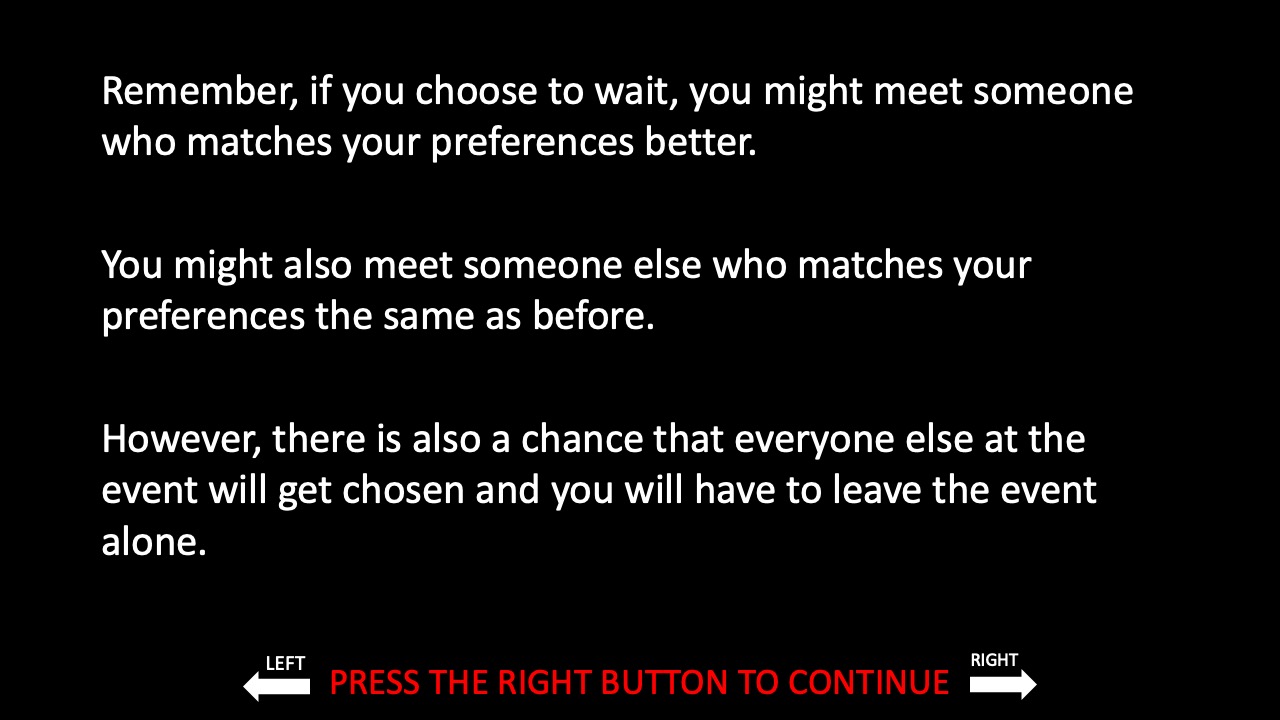 Remember, if you choose to wait, you might meet someone
who matches your preferences better.
You might also meet someone else who matches your
preferences the same as before.
However, there is also a chance that everyone else at the
event will get chosen and you will have to leave the event
alone.
LEFT
PRESS THE RIGHT BUTTON TO CONTINUE
RIGHT